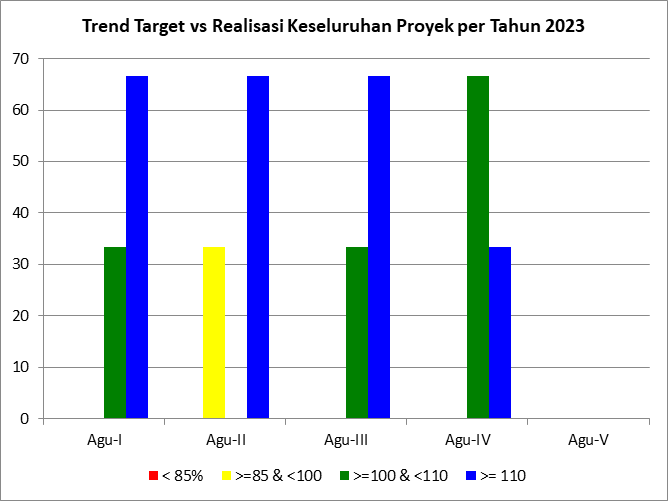 Trend Target vs Realisasi Keseluruhan Proyek per Tahun 2023
70
60
50
40
30
20
10
0
Agu-I Agu-II Agu-III Agu-IV Agu-V
< 85% >=85 & <100 >=100 & <110 >= 110